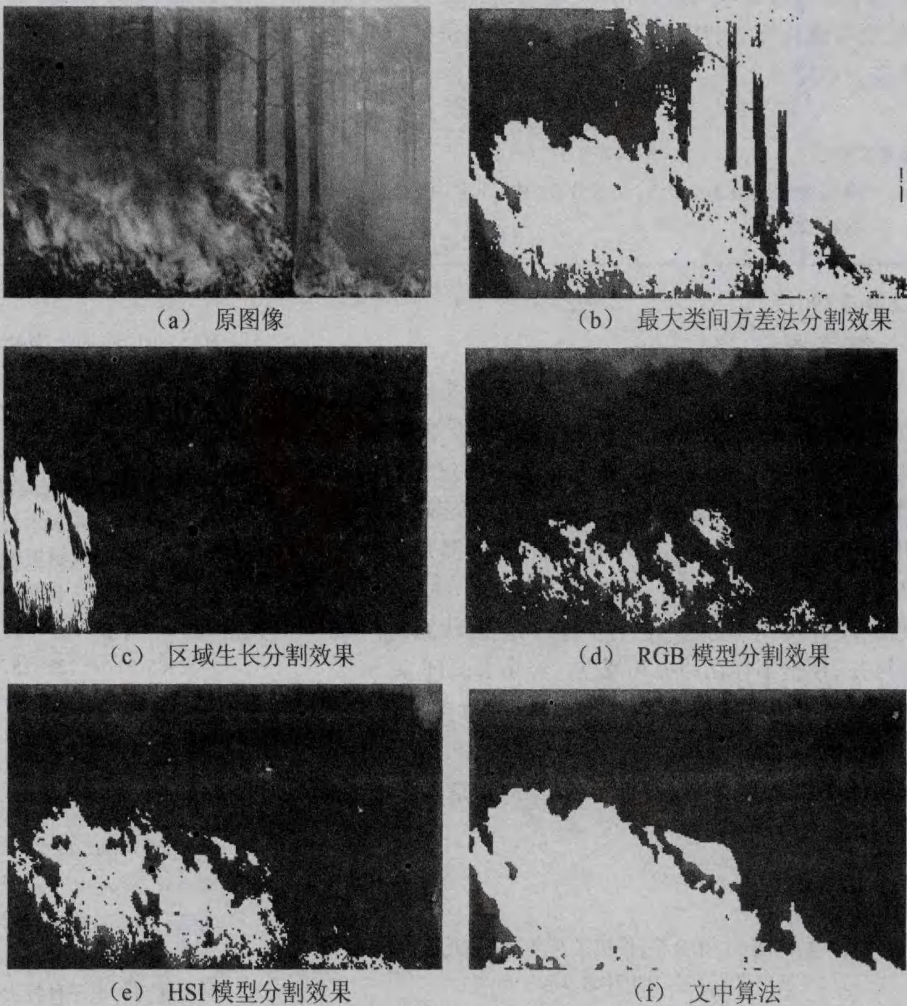 （a） 原图像
（b） 最大类间方差法分割效果
（c） 区域生长分割效果
（d） RGB 模型分割效果
（e） HSI 模型分割效果
（f） 文中算法